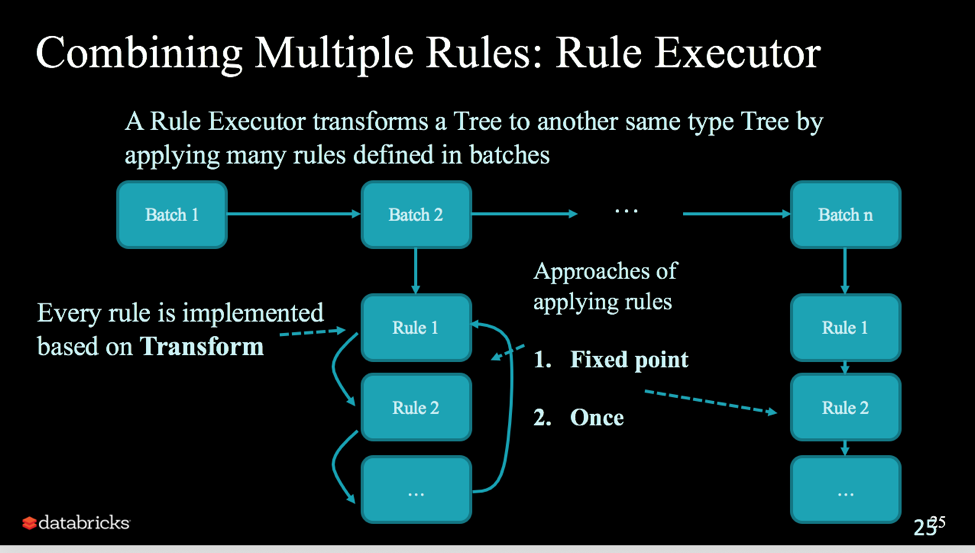 Combining Multiple Rules: Rule Executor
A Rule Executor transforms a Tree to another same type Tree by
applying many rules defined in batches
Batch 1
Batch 2
...
Batch n
Approaches of
applying rules
Every rule is implemented
based on Transform
Rule 1
Rule 1
1. Fixed point
Rule 2
Rule 2
2. Once
...
...
databricks
25
25